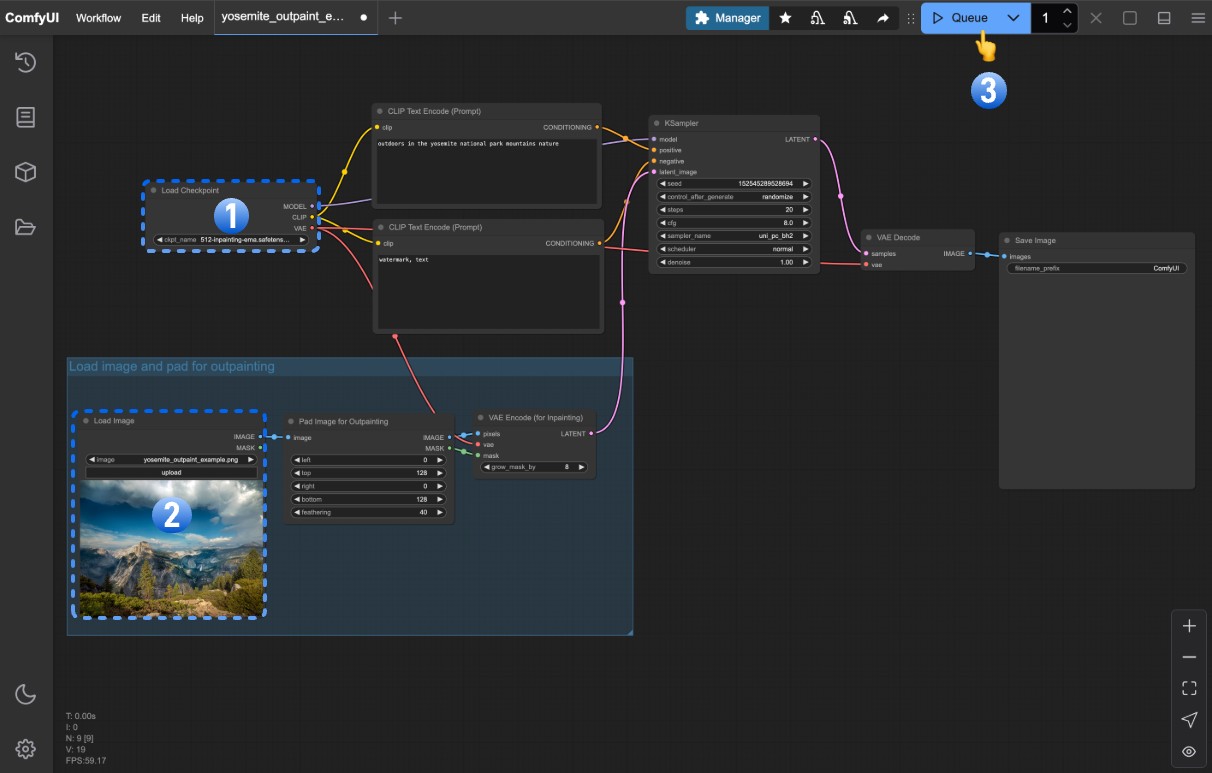 ComfyUI
Workflow
Edit
Help
yosemite_outpaint_e...
Manager
Queue
1
3
CLIP Text Encode (Prompt)
clip
CONDITIONING
outdoors in the yosemite national park mountains nature
KSampler
model
LATENT
positive
negative
latent_image
seed 152545289528694
control_after_generate randomize
steps 20
cfg 8.0
sampler_name uni_pc_bh2
scheduler normal
denoise 1.00
Load Checkpoint
1
MODEL
CLIP
VAE
ckpt_name 512-inpainting-ema.safetens...
CLIP Text Encode (Prompt)
clip
CONDITIONING
watermark, text
VAE Decode
samples
IMAGE
vae
Save Image
images
filename_prefix ComfyUI
Load image and pad for outpainting
Load Image
IMAGE
MASK
image yosemite_outpaint_example.png
upload
2
Pad Image for Outpainting
image
IMAGE
MASK
left 0
top 128
right 0
bottom 128
feathering 40
VAE Encode (for Inpainting)
pixels
LATENT
vae
mask
grow_mask_by 8
T: 0.00s
I: 0
N: 9 [9]
V: 19
FPS:59.17